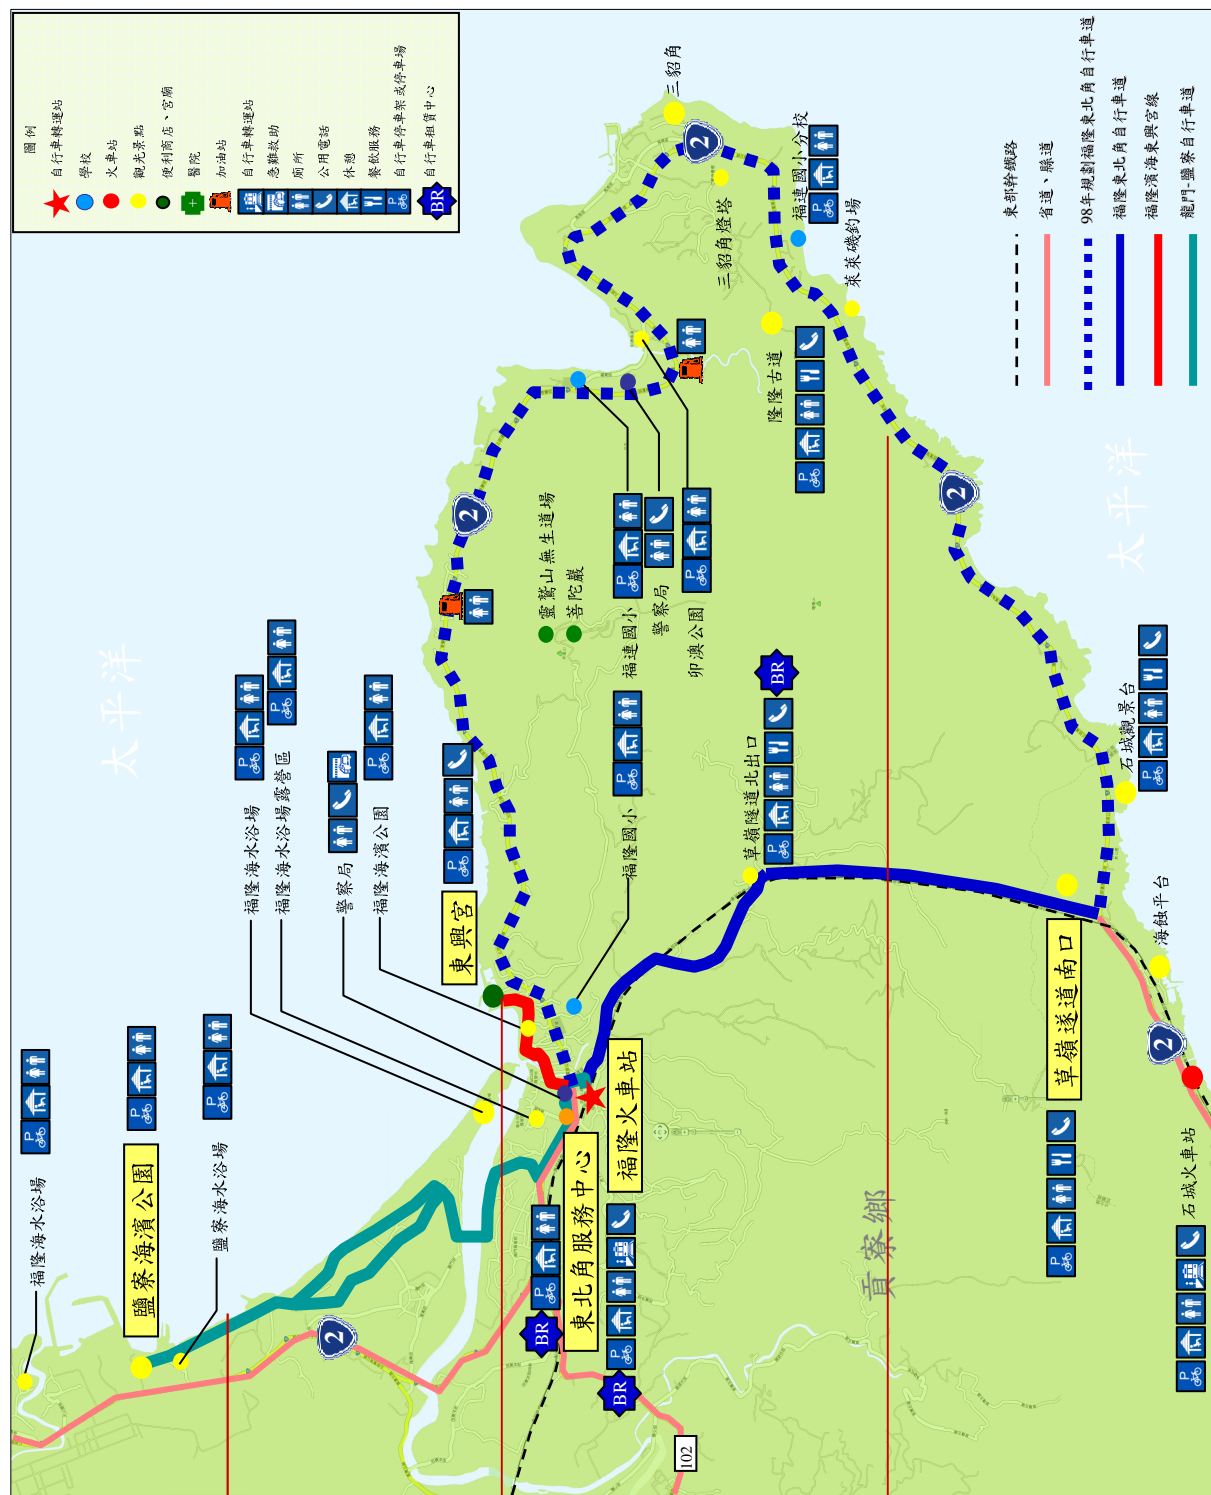 圖例
自行車轉運站
學校
火車站
觀光景點
便利商店、宮廟
醫院
加油站
自行車轉運站
急難救助
廁所
公用電話
休憩
餐飲服務
自行車停車架或停車場
自行車租賃中心
BR
東部幹鐵路
省道、縣道
98年規劃福隆東北角自行車道
福隆東北角自行車道
福隆濱海東興宮線
龍門-鹽寮自行車道
三貂角
2
福連國小分校
三貂角燈塔
萊萊磯釣場
隆隆古道
2
靈鷲山無生道場
菩陀巖
福連國小
警察局
卯澳公園
2
太平洋
太平洋
福隆海水浴場
福隆海水浴場露營區
警察局
福隆海濱公園
東興宮
福隆國小
草嶺隧道北出口
BR
石城觀景台
海蝕平台
草嶺遂道南口
2
石城火車站
福隆火車站
東北角服務中心
BR
BR
貢寮鄉
102
福隆海水浴場
鹽寮海濱公園
鹽寮海水浴場
2